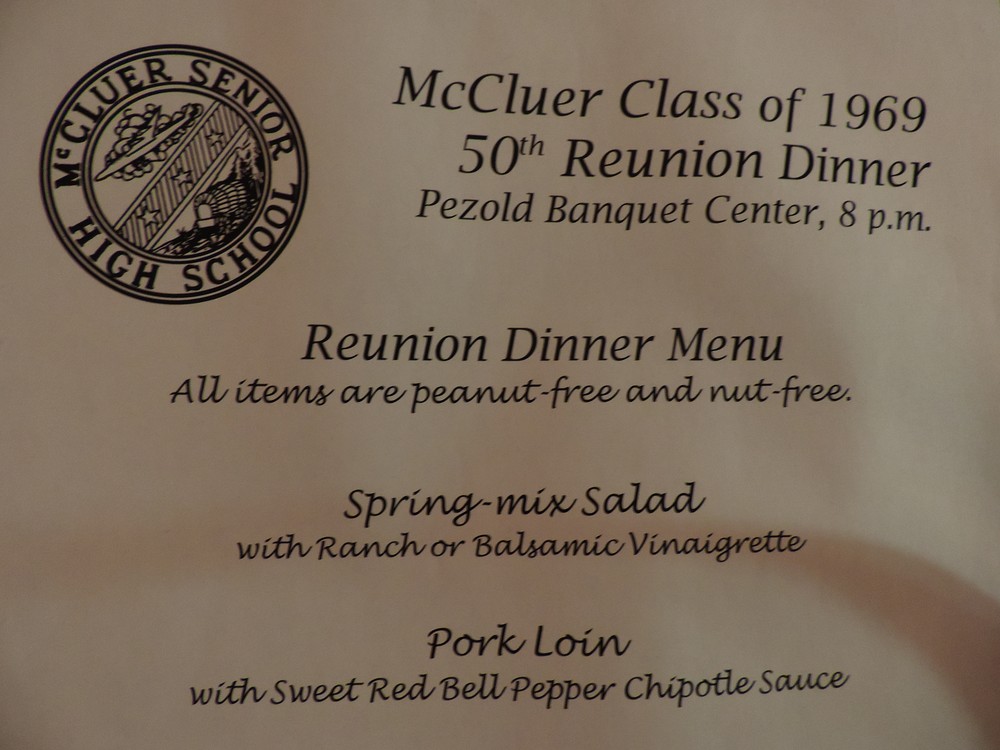 McCLUER SENIOR
HIGH SCHOOL
McCluer Class of 1969
50th Reunion Dinner
Pezold Banquet Center, 8 p.m.
Reunion Dinner Menu
All items are peanut-free and nut-free.
Spring-mix Salad
with Ranch or Balsamic Vinaigrette
Pork Loin
with Sweet Red Bell Pepper Chipotle Sauce